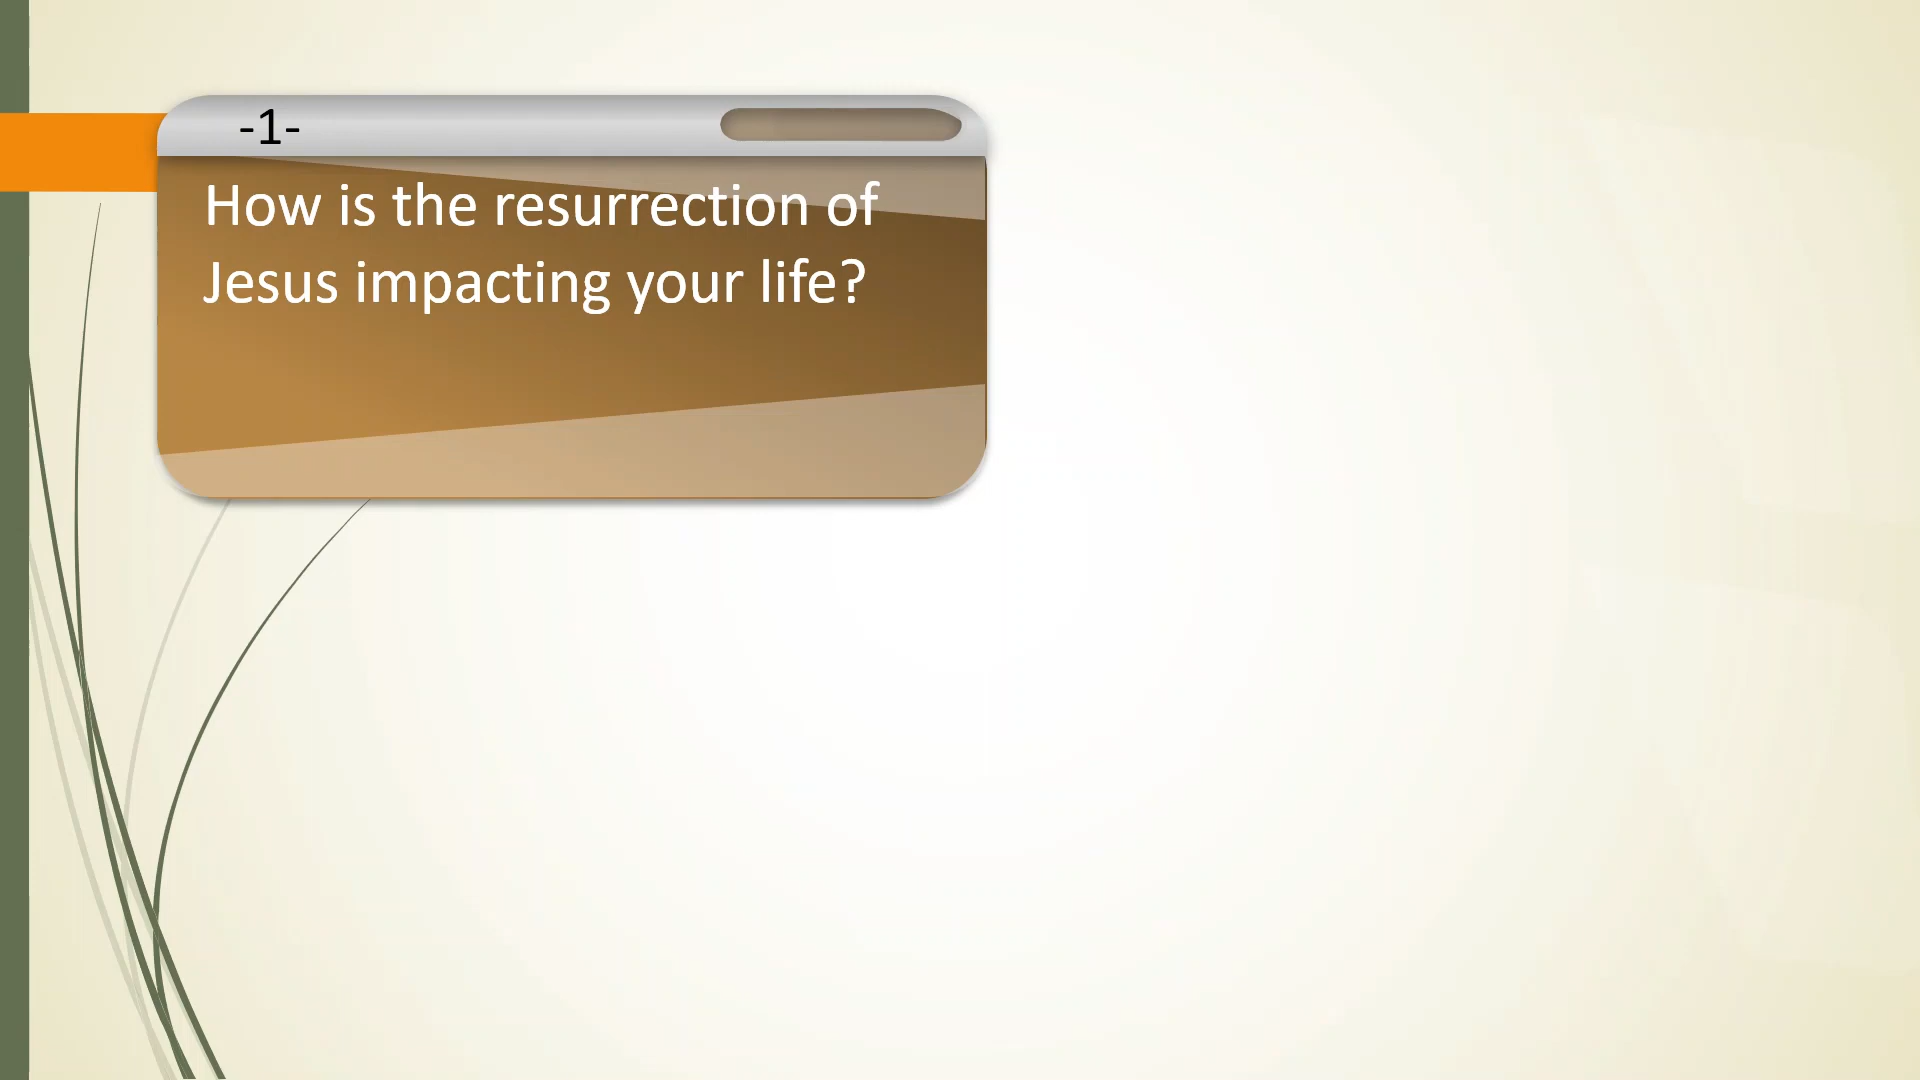 -1-
How is the resurrection of
Jesus impacting your life?